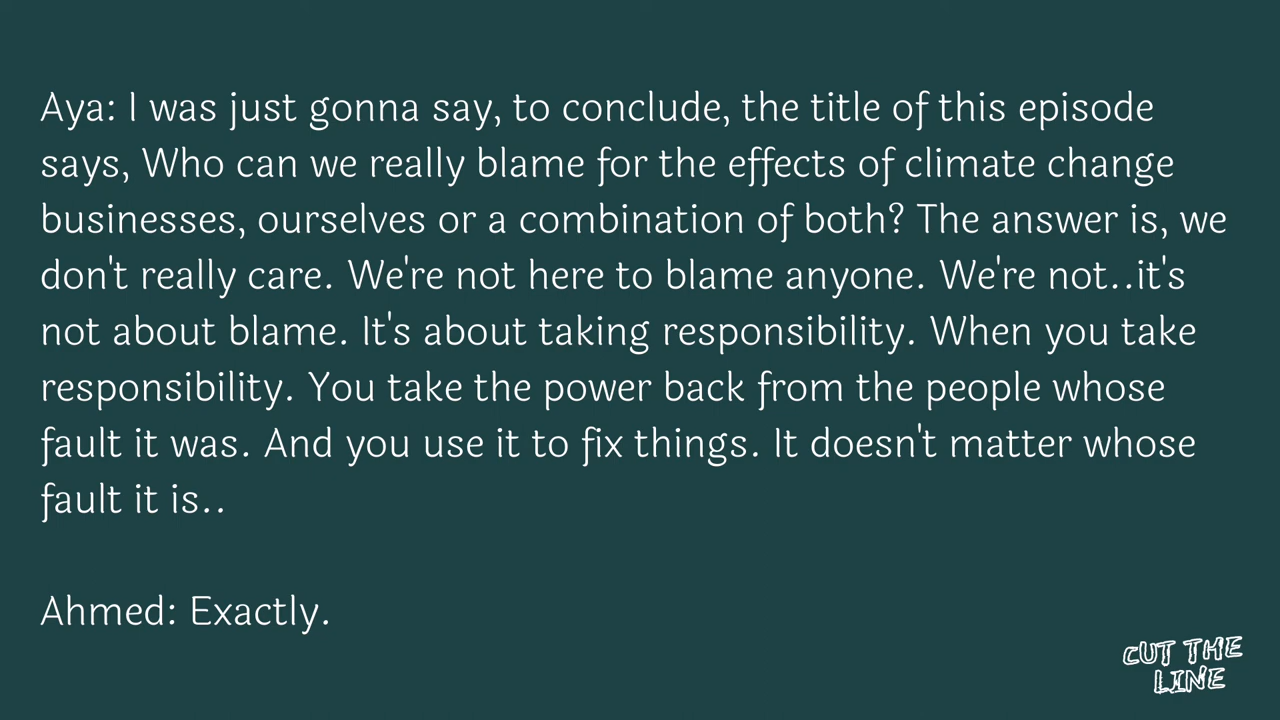 Aya: I was just gonna say, to conclude, the title of this episode
says, Who can we really blame for the effects of climate change
businesses, ourselves or a combination of both? The answer is, we
don't really care. We're not here to blame anyone. We're not..it's
not about blame. It's about taking responsibility. When you take
responsibility. You take the power back from the people whose
fault it was. And you use it to fix things. It doesn't matter whose
fault it is..
Ahmed: Exactly.
CUT THE
LINE